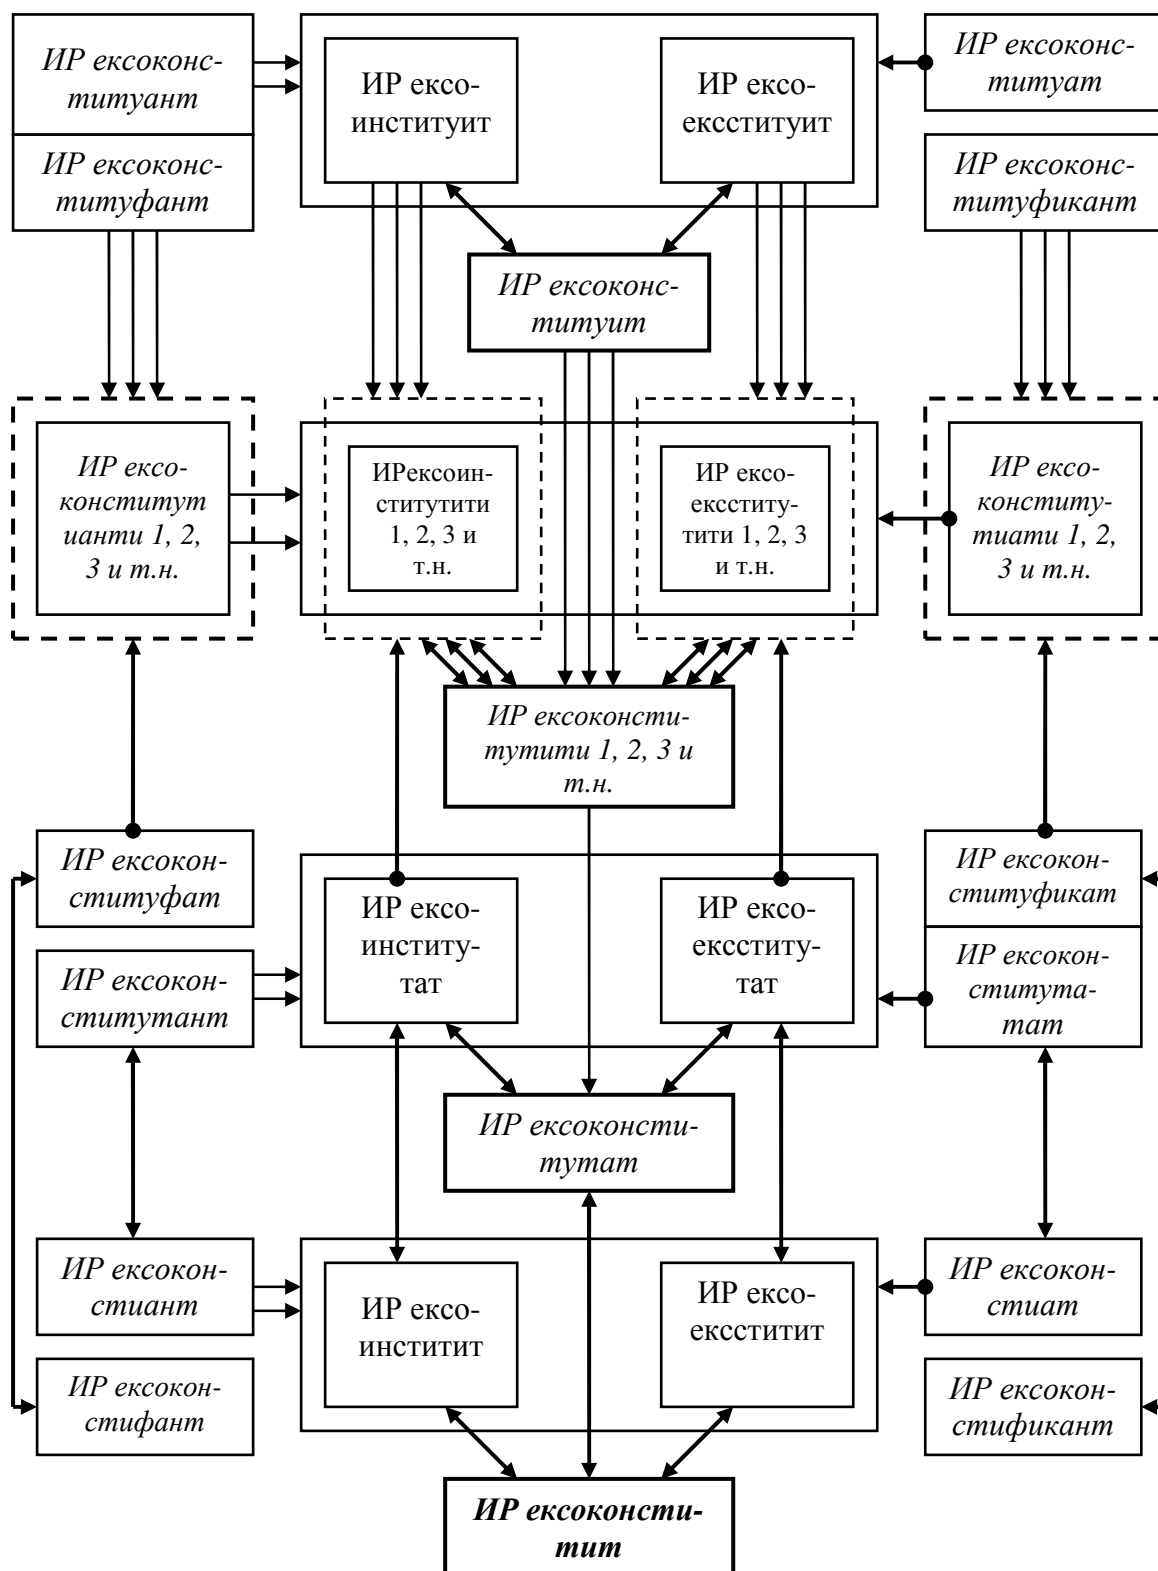 ИР ексоконс-
титуант
ИР ексо-
институит
ИР ексо-
ексституит
ИР ексоконс-
титуат
ИР ексоконс-
титуфант
ИР ексоконс-
титуфикант
ИР ексоконс-
титуит
ИР ексо-
конститут
ианти 1, 2,
3 и т.н.
ИРексоин-
ститутити
1, 2, 3 и
т.н.
ИР ексо-
ексститу-
тити 1, 2, 3
и т.н.
ИР ексо-
конститу-
тиати 1, 2,
3 и т.н.
ИР ексоконсти-
тутити 1, 2, 3 и
т.н.
ИР ексокон-
ституфат
ИР ексо-
институ-
тат
ИР ексо-
ексститу-
тат
ИР ексокон-
ституфикат
ИР ексокон-
ститутант
ИР ексокон-
ститута-
тат
ИР ексоконсти-
тутат
ИР ексокон-
стиант
ИР ексо-
инститит
ИР ексо-
ексститит
ИР ексокон-
стиат
ИР ексокон-
стифант
ИР ексокон-
стификант
ИР ексоконсти-
тит